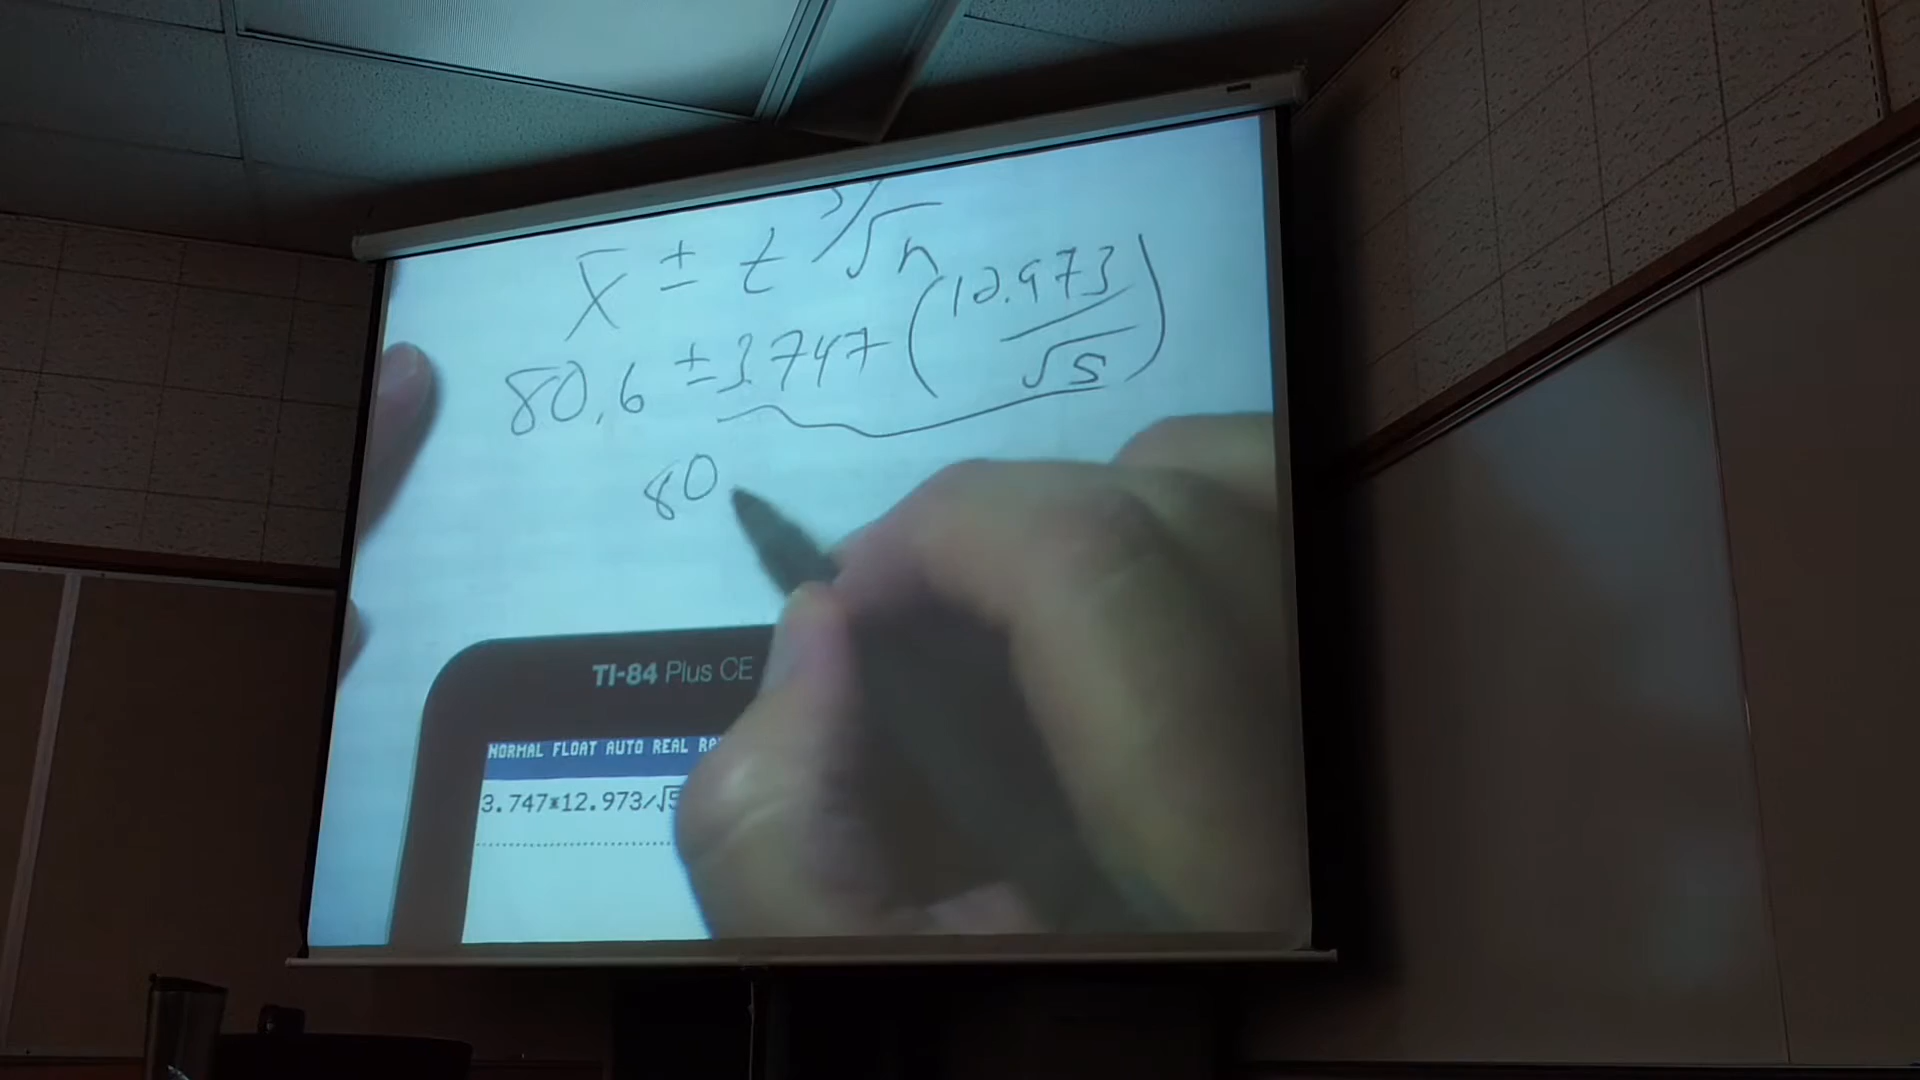 x̄ ± t s/√n
80.6 ± 3.747 (12.973/√5)
80
TI-84 Plus CE
NORMAL FLOAT AUTO REAL
3.747*12.973/√5